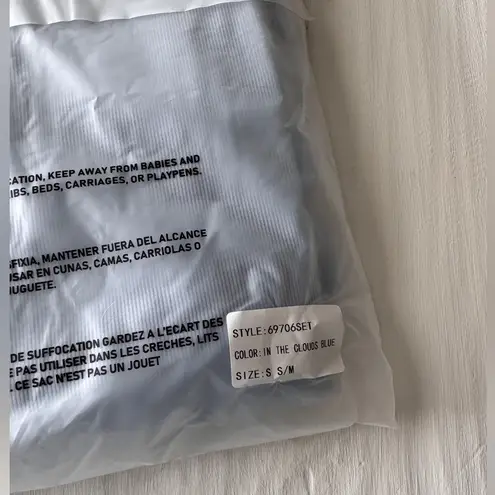 CATION, KEEP AWAY FROM BABIES AND
IBS, BEDS, CARRIAGES, OR PLAYPENS.
SFIXIA, MANTENER FUERA DEL ALCANCE
USAR EN CUNAS, CAMAS, CARRIOLAS O
JUGUETE.
DE SUFFOCATION GARDEZ A L'ECART DES
E PAS UTILISER DANS LES CRECHES, LITS
. CE SAC N'EST PAS UN JOUET
STYLE:69706SET
COLOR:IN THE CLOUDS BLUE
SIZE:S S/M